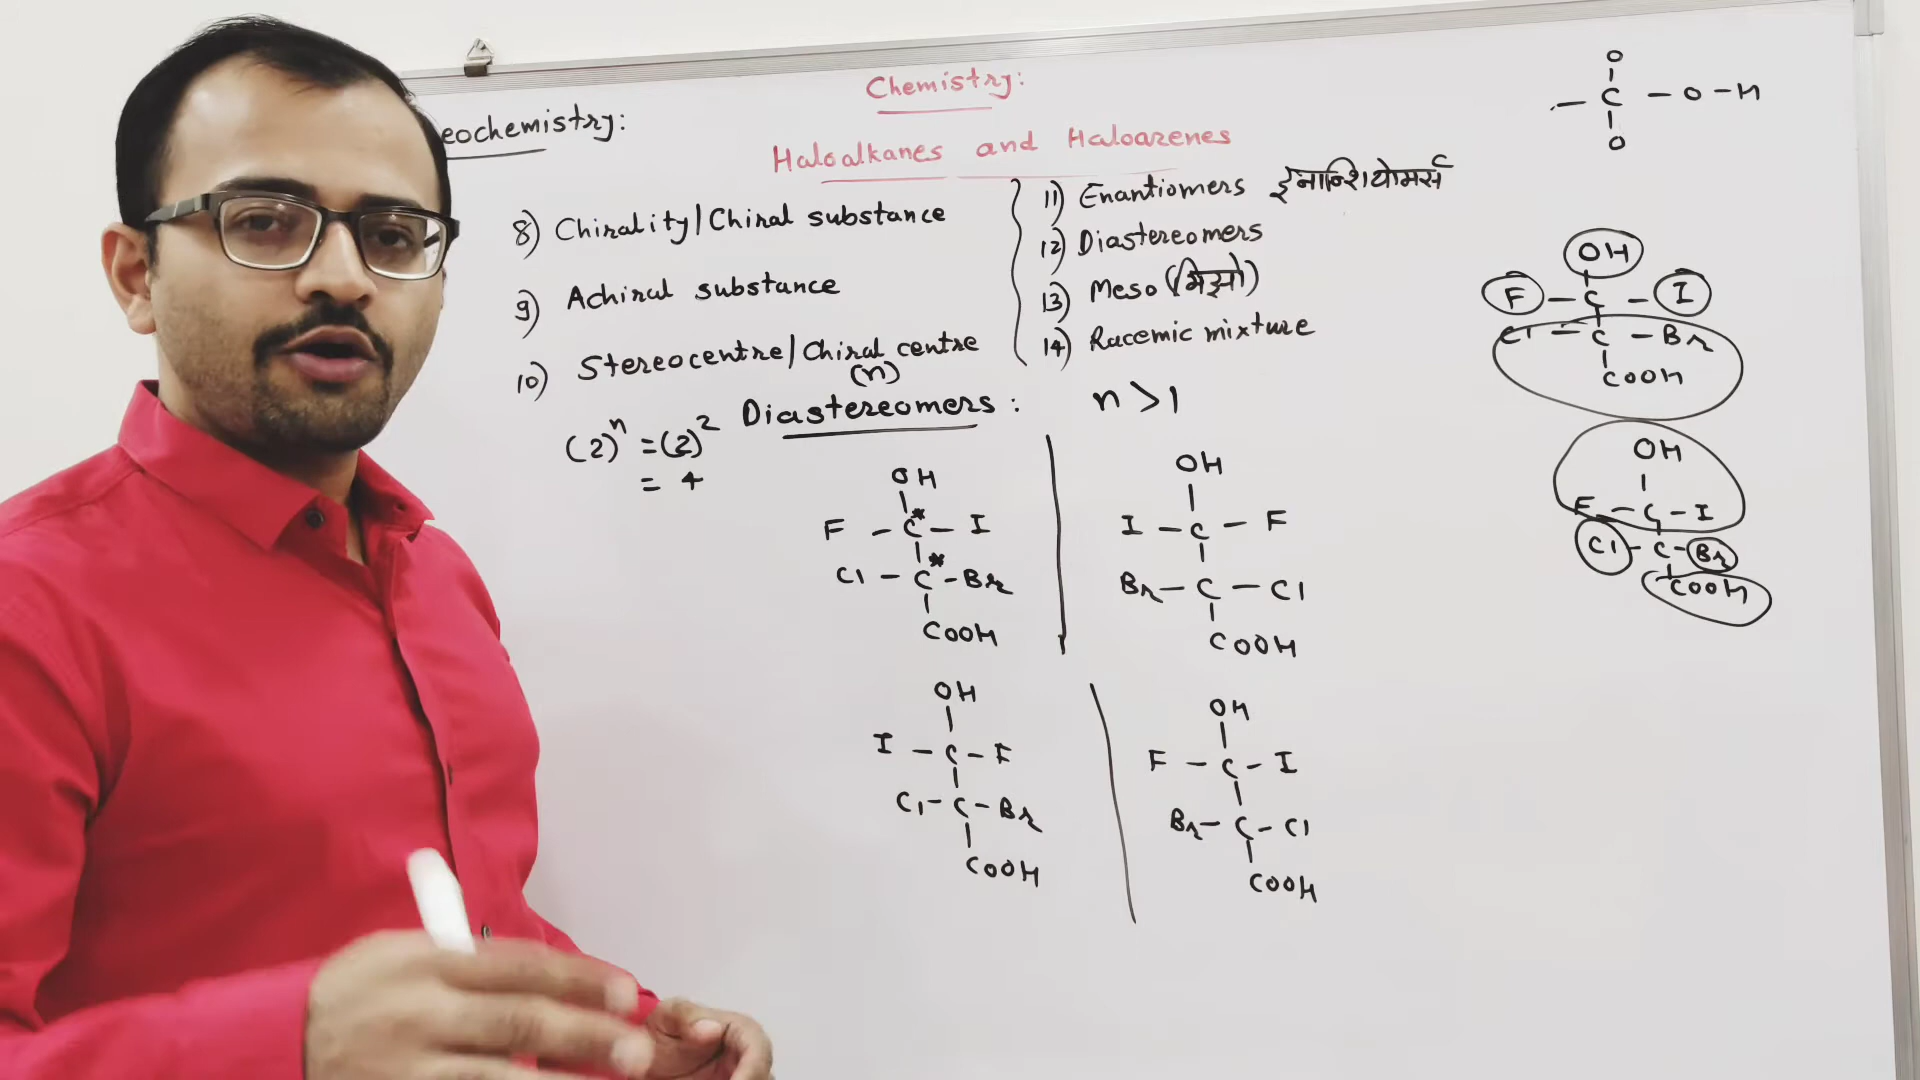 Chemistry:
eochemistry:
Haloalkanes and Haloarenes
8) Chirality/Chiral substance
9) Achiral substance
10) Stereocentre/Chiral centre
(n)
11) Enantiomers इनान्शियोमर्स
12) Diastereomers
13) Meso (मिझो)
14) Racemic mixture
Diastereomers:
n > 1
(2)ⁿ = (2)²
= 4
OH
F - C* - I
Cl - C* - Br
COOH
OH
I - C - F
Br - C - Cl
COOH
OH
I - C - F
Cl - C - Br
COOH
OH
F - C - I
Br - C - Cl
COOH
O
- C - O - H
O
OH
F - C - I
Cl - C - Br
COOH
OH
F - C - I
Cl - C - Br
COOH